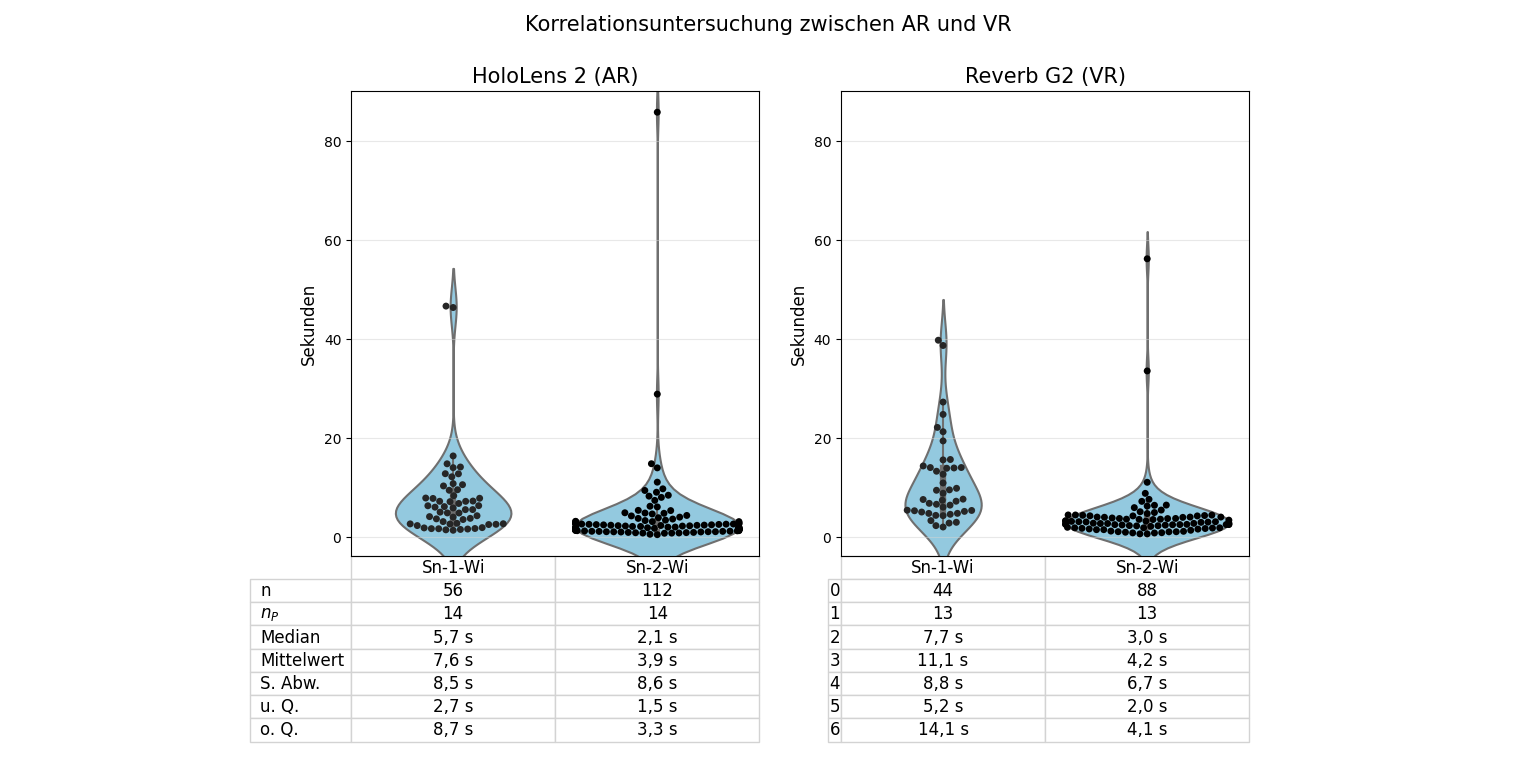 Korrelationsuntersuchung zwischen AR und VR
HoloLens 2 (AR)
80
60
40
20
0
Sekunden
Sn-1-Wi Sn-2-Wi
n 56 112
n_P 14 14
Median 5,7 s 2,1 s
Mittelwert 7,6 s 3,9 s
S. Abw. 8,5 s 8,6 s
u. Q. 2,7 s 1,5 s
o. Q. 8,7 s 3,3 s
Reverb G2 (VR)
80
60
40
20
0
Sekunden
Sn-1-Wi Sn-2-Wi
0 44 88
1 13 13
2 7,7 s 3,0 s
3 11,1 s 4,2 s
4 8,8 s 6,7 s
5 5,2 s 2,0 s
6 14,1 s 4,1 s